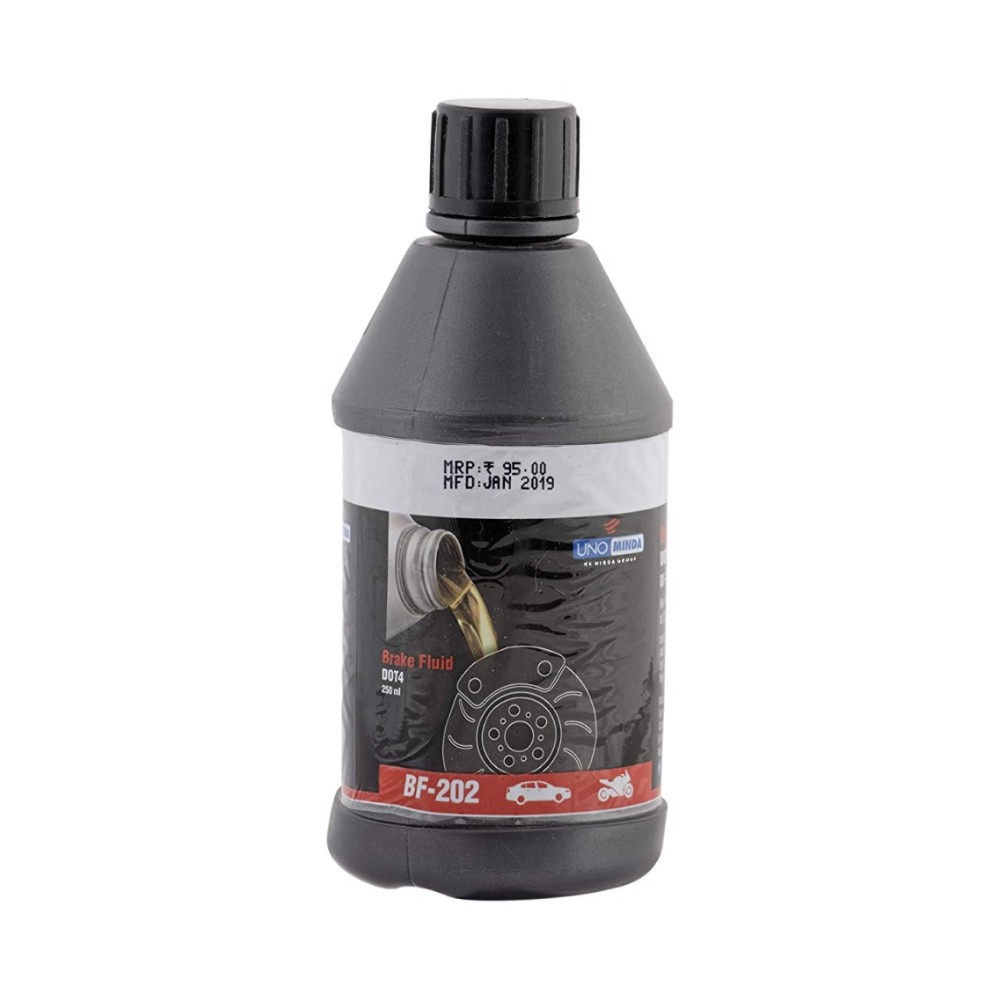 MRP:₹ 95.00
MFD:JAN 2019
UNO MINDA
Brake Fluid
DOT4
250 ml
BF-202